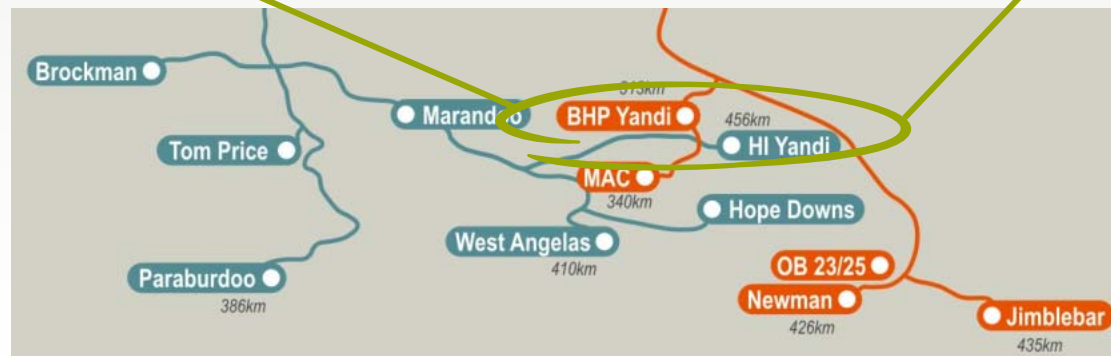 Brockman
Marandoo
313km
BHP Yandi
456km
HI Yandi
Tom Price
MAC
340km
Hope Downs
West Angelas
410km
OB 23/25
Paraburdoo
386km
Newman
426km
Jimblebar
435km